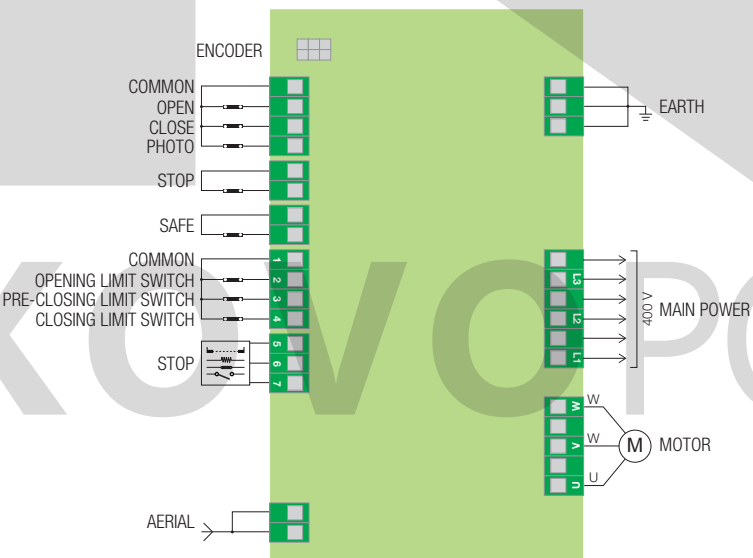 ENCODER
COMMON
OPEN
CLOSE
PHOTO
STOP
SAFE
COMMON
OPENING LIMIT SWITCH
PRE-CLOSING LIMIT SWITCH
CLOSING LIMIT SWITCH
1
2
3
4
STOP
5
6
7
AERIAL
EARTH
L3
L2
L1
400 V
MAIN POWER
W
V
U
W
W
U
M
MOTOR
KOVOPO